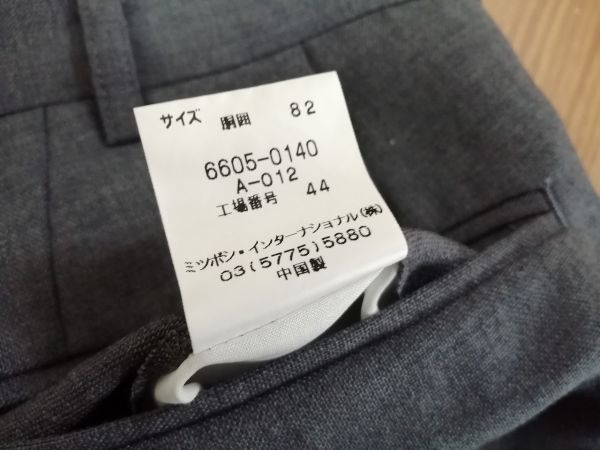 サイズ 胴囲 82
6605-0140
A-012
工場番号 44
ミツボン・インターナショナル(株)
03(5775)5880
中国製